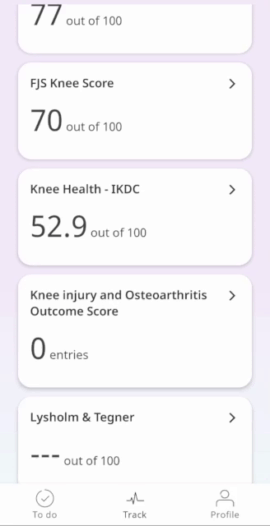 77 out of 100
FJS Knee Score
70 out of 100
Knee Health - IKDC
52.9 out of 100
Knee injury and Osteoarthritis
Outcome Score
0 entries
Lysholm & Tegner
--- out of 100
To do
Track
Profile